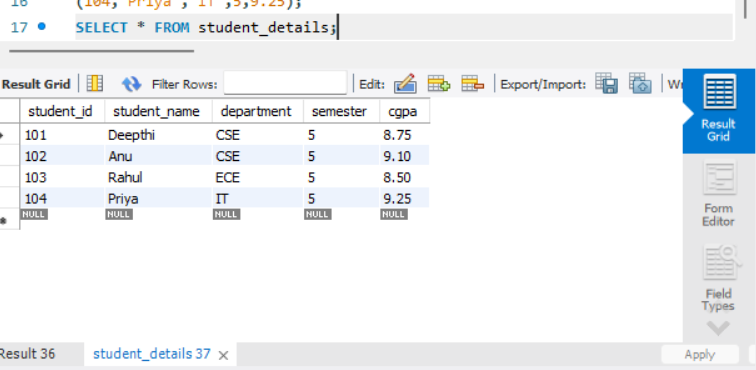 16 (104,'Priya','IT',5,9.25);
17 SELECT * FROM student_details;
Result Grid Filter Rows: Edit: Export/Import:
student_id student_name department semester cgpa
101 Deepthi CSE 5 8.75
102 Anu CSE 5 9.10
103 Rahul ECE 5 8.50
104 Priya IT 5 9.25
NULL NULL NULL NULL NULL
Result
Grid
Form
Editor
Field
Types
Result 36 student_details 37 Apply